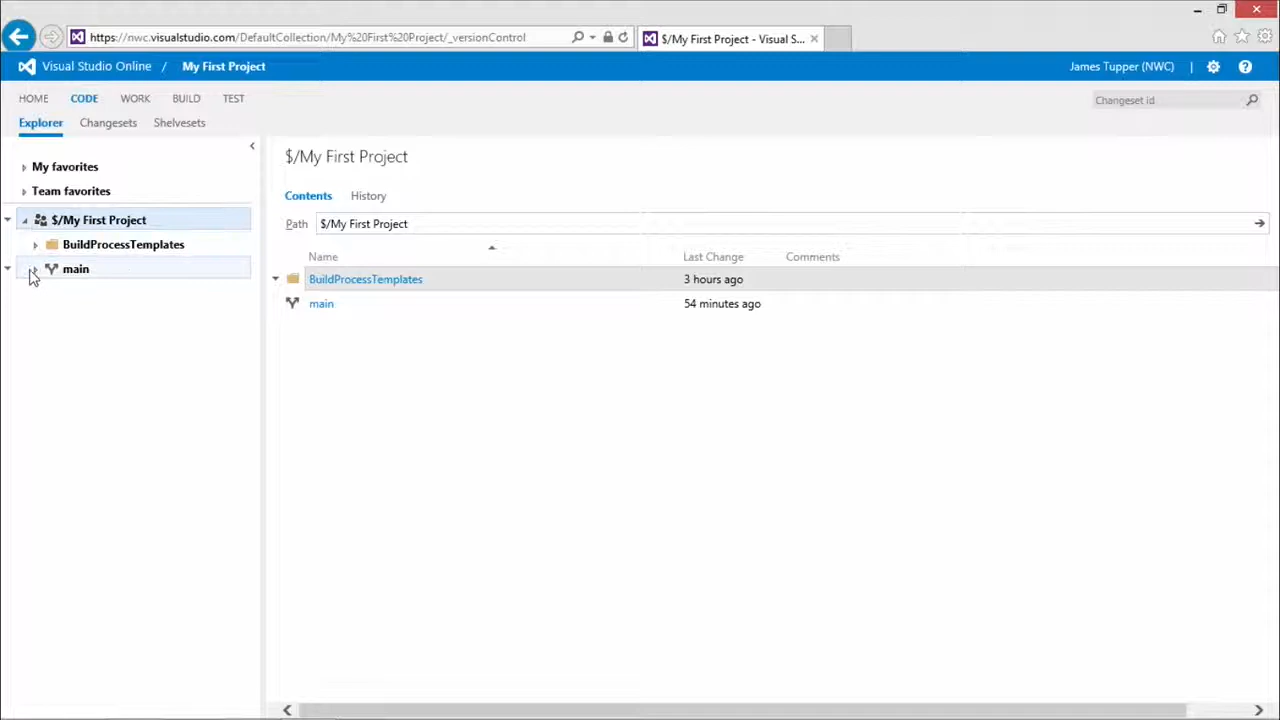 https://nwc.visualstudio.com/DefaultCollection/My%20First%20Project/_versionControl
$/My First Project - Visual S...
Visual Studio Online / My First Project
James Tupper (NWC) |
HOME CODE WORK BUILD TEST
Changeset id
Explorer Changesets Shelvesets
My favorites
Team favorites
$/My First Project
BuildProcessTemplates
main
$/My First Project
Contents History
Path $/My First Project
Name Last Change Comments
BuildProcessTemplates 3 hours ago
main 54 minutes ago